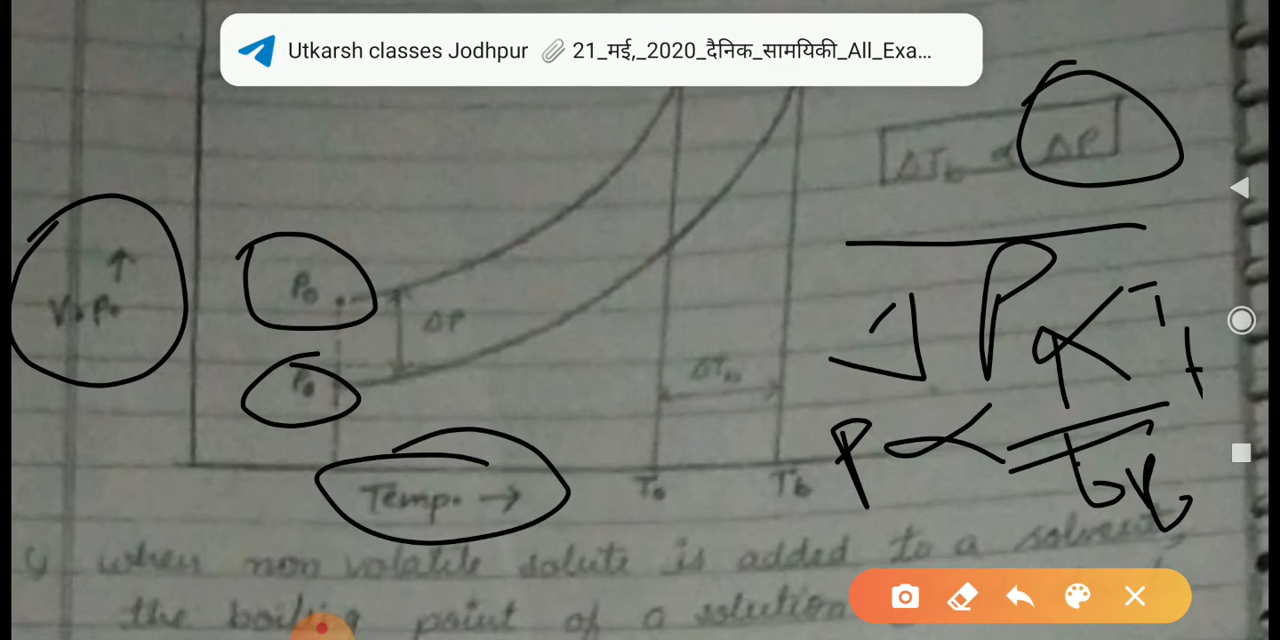 Utkarsh classes Jodhpur 21_मई,_2020_दैनिक_सामयिकी_All_Exa...
ΔTb ∝ ΔP
V.P. ↑
P0
ΔP
ΔTb
P ∝
Temp. →
T0
Tb
when non volatile solute is added to a solvent,
the boiling point of a solution